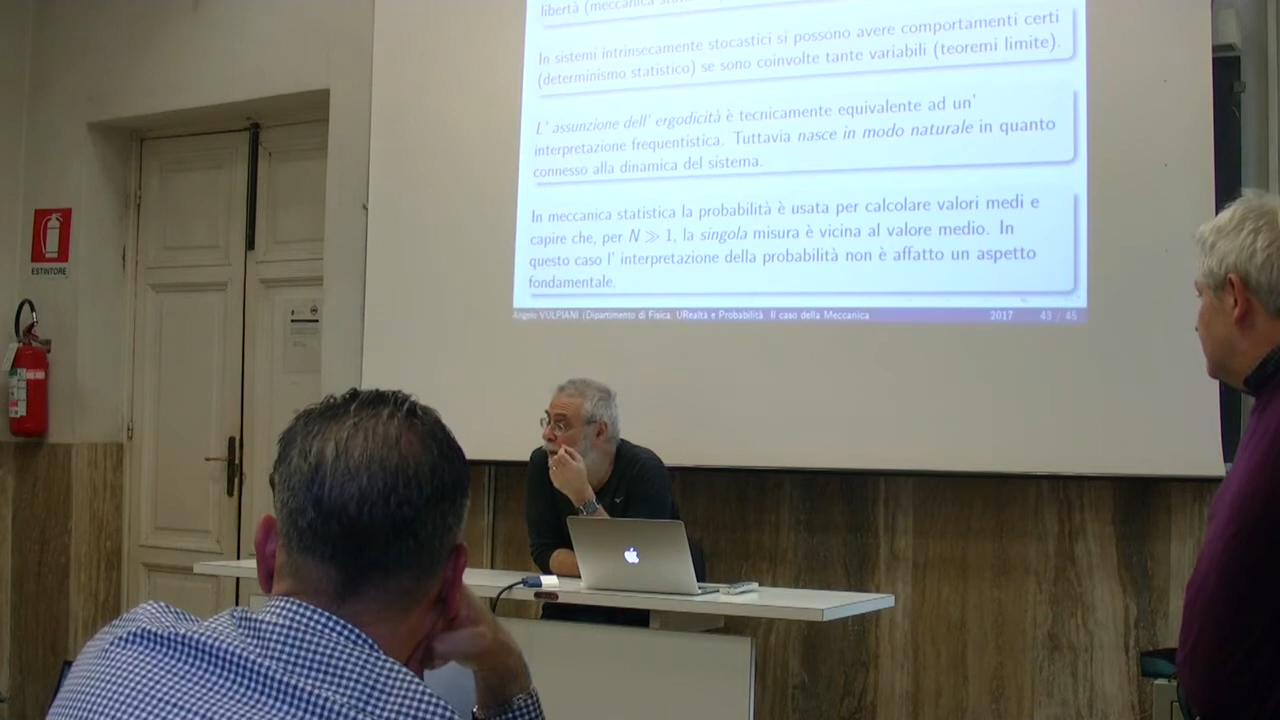 libertà (meccanica
In sistemi intrinsecamente stocastici si possono avere comportamenti certi
(determinismo statistico) se sono coinvolte tante variabili (teoremi limite).
L' assunzione dell' ergodicità è tecnicamente equivalente ad un'
interpretazione frequentistica. Tuttavia nasce in modo naturale in quanto
connesso alla dinamica del sistema.
In meccanica statistica la probabilità è usata per calcolare valori medi e
capire che, per N ≫ 1, la singola misura è vicina al valore medio. In
questo caso l' interpretazione della probabilità non è affatto un aspetto
fondamentale.
Angelo VULPIANI (Dipartimento di Fisica, URealtà e Probabilità Il caso della Meccanica 2017 43 / 45
ESTINTORE